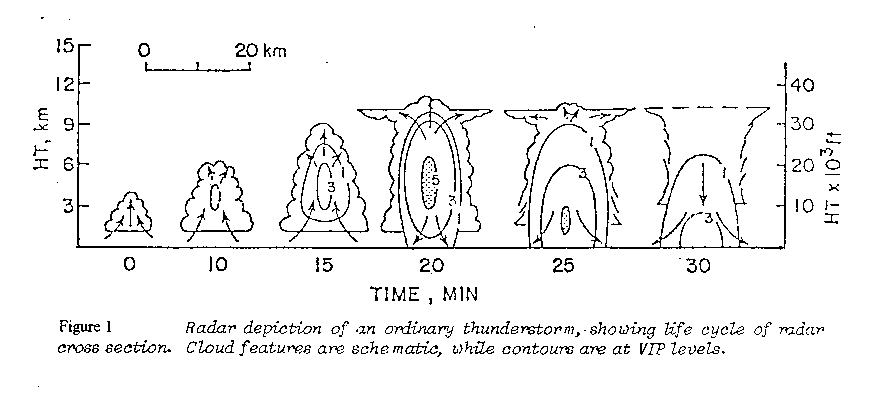 0 20 km
15
12
9
6
3
HT, km
40
30
20
10
HT x 10³ ft
1
3
5
3
1
3
1
3
0 10 15 20 25 30
TIME, MIN
Figure 1 Radar depiction of an ordinary thunderstorm, showing life cycle of radar
cross section. Cloud features are schematic, while contours are at VIP levels.